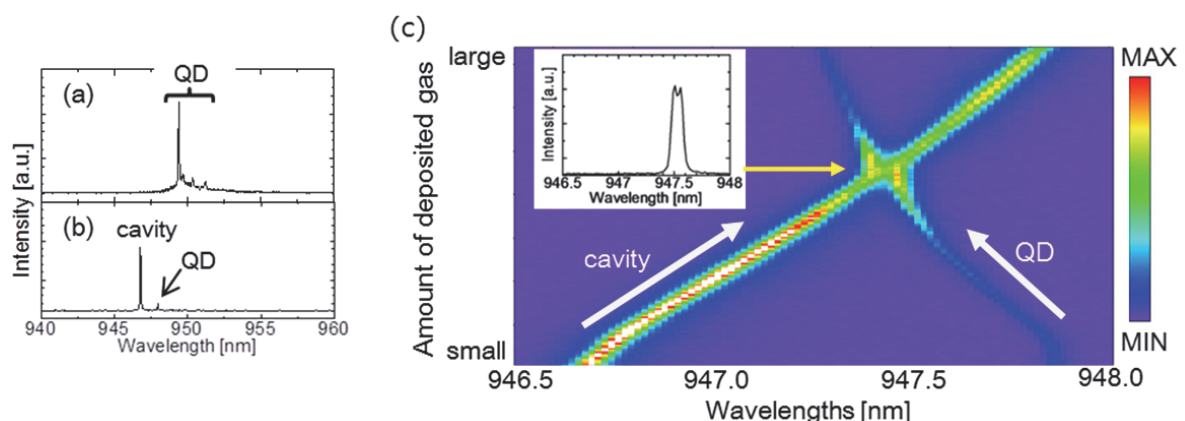 (a)
QD
(b)
cavity
QD
Intensity [a.u.]
940 945 950 955 960
Wavelength [nm]
(c)
large
Amount of deposited gas
small
Intensity [a.u.]
946.5 947 947.5 948
Wavelength [nm]
cavity
QD
946.5 947.0 947.5 948.0
Wavelengths [nm]
MAX
MIN